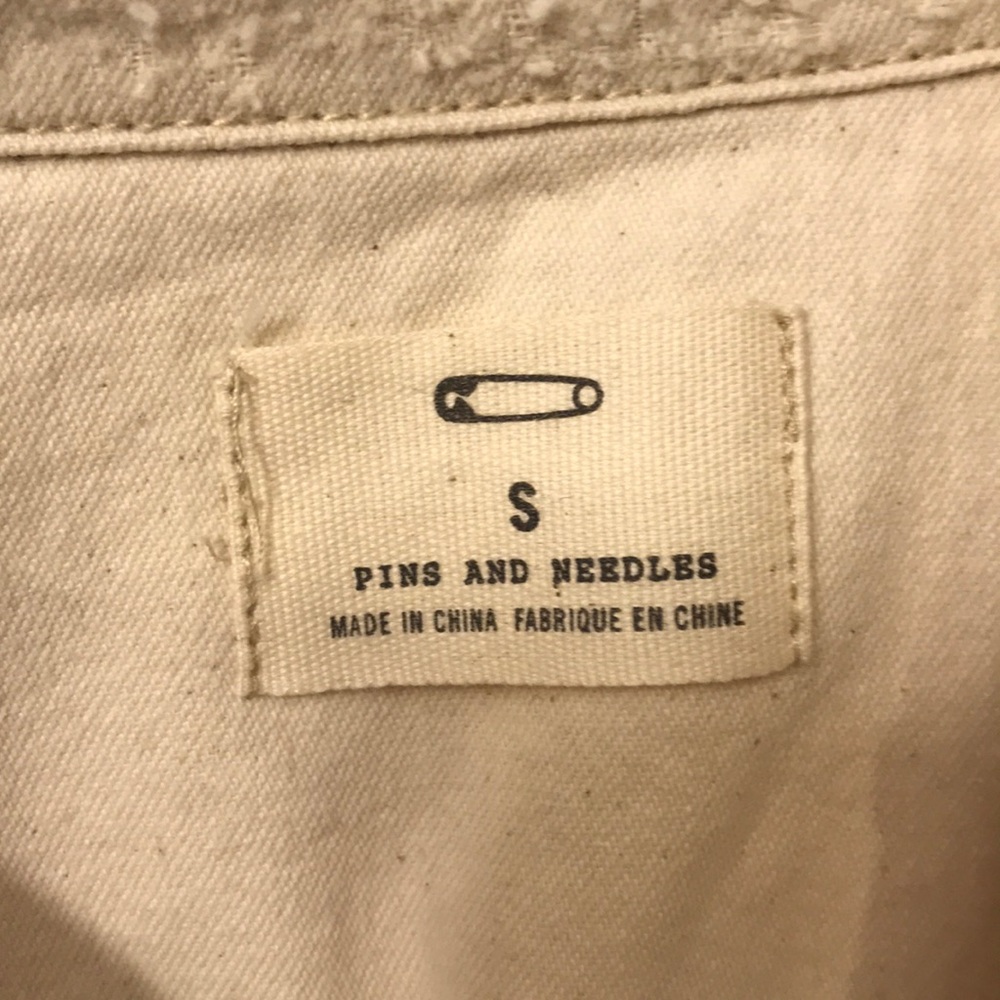 S
PINS AND NEEDLES
MADE IN CHINA FABRIQUE EN CHINE